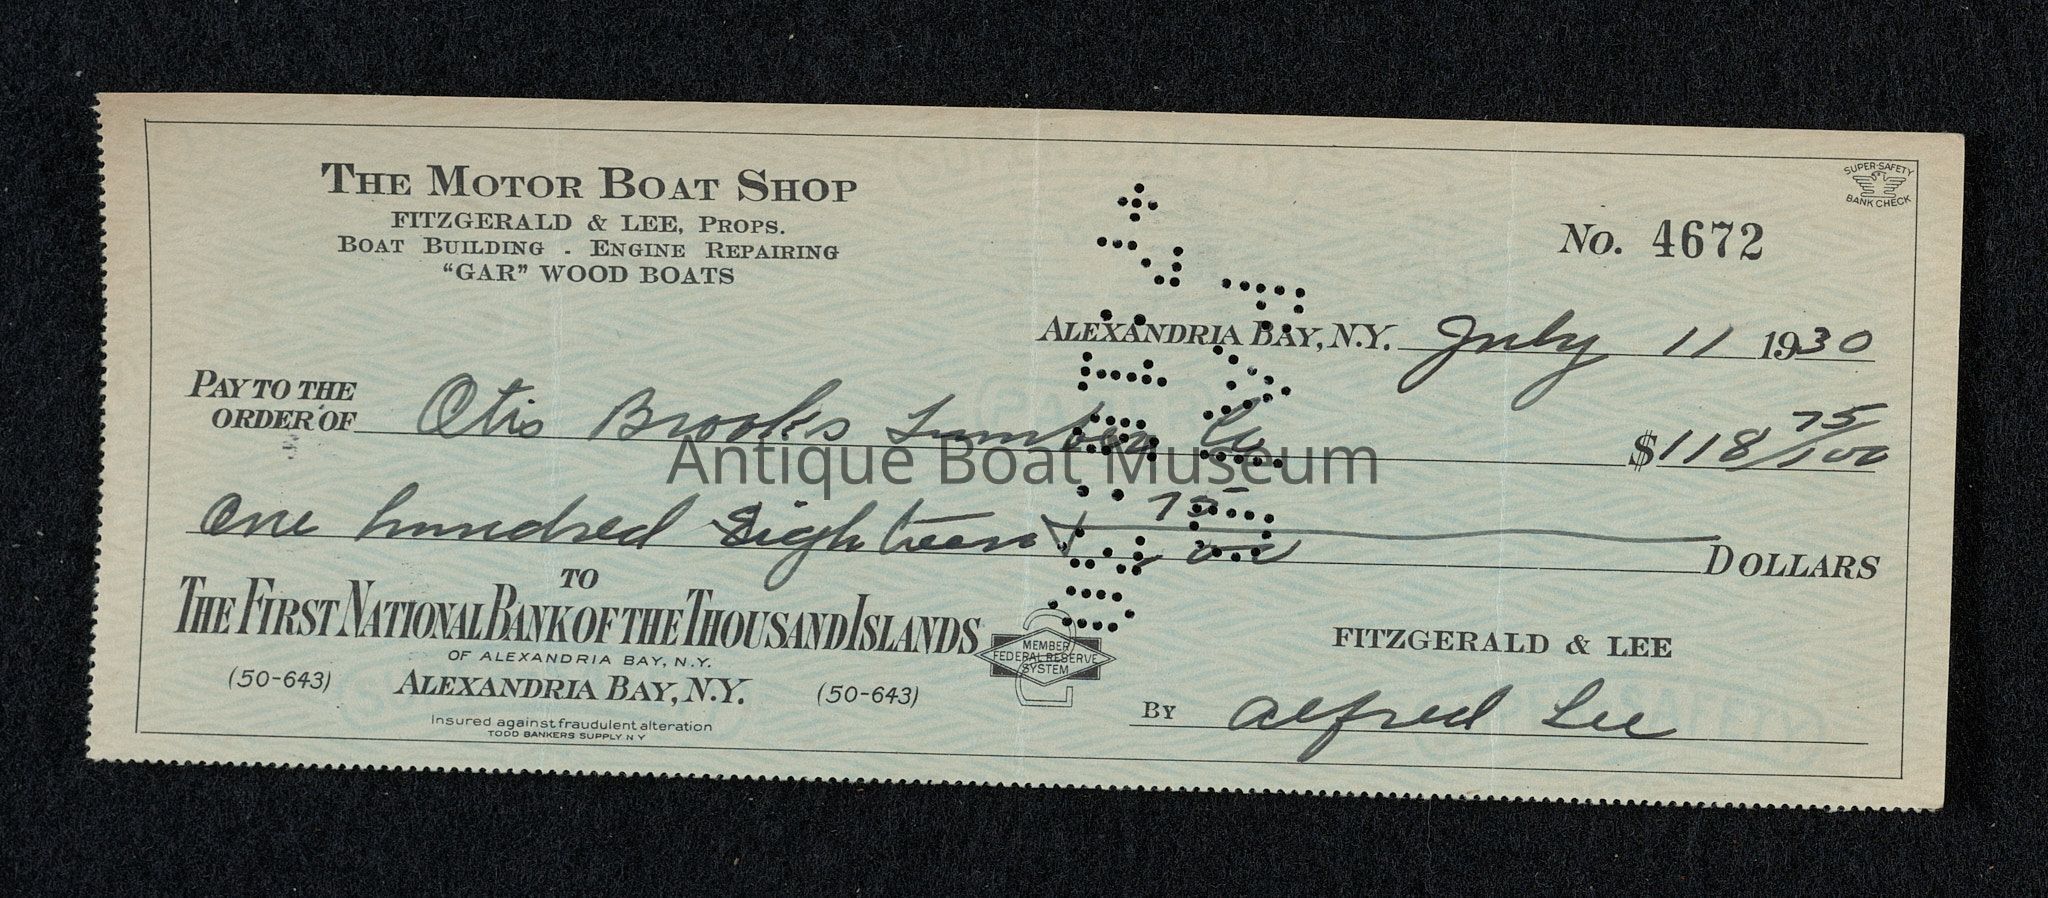 THE MOTOR BOAT SHOP
FITZGERALD & LEE, PROPS.
BOAT BUILDING - ENGINE REPAIRING
"GAR" WOOD BOATS
SUPER-SAFETY
BANK CHECK
No. 4672
ALEXANDRIA BAY, N.Y. July 11 1930
PAY TO THE
ORDER OF Otis Brooks Lumber Co. $118 75/100
Antique Boat Museum
One hundred Eighteen & 75/00 DOLLARS
TO
THE FIRST NATIONAL BANK OF THE THOUSAND ISLANDS
OF ALEXANDRIA BAY, N.Y.
(50-643) ALEXANDRIA BAY, N.Y. (50-643)
Insured against fraudulent alteration
TODD BANKERS SUPPLY N Y
MEMBER
FEDERAL RESERVE
SYSTEM
FITZGERALD & LEE
BY Alfred Lee